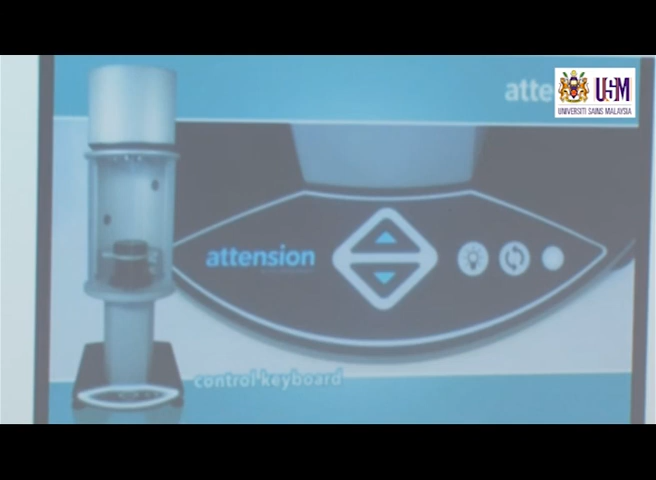 atte
USM
UNIVERSITI SAINS MALAYSIA
attension
control keyboard